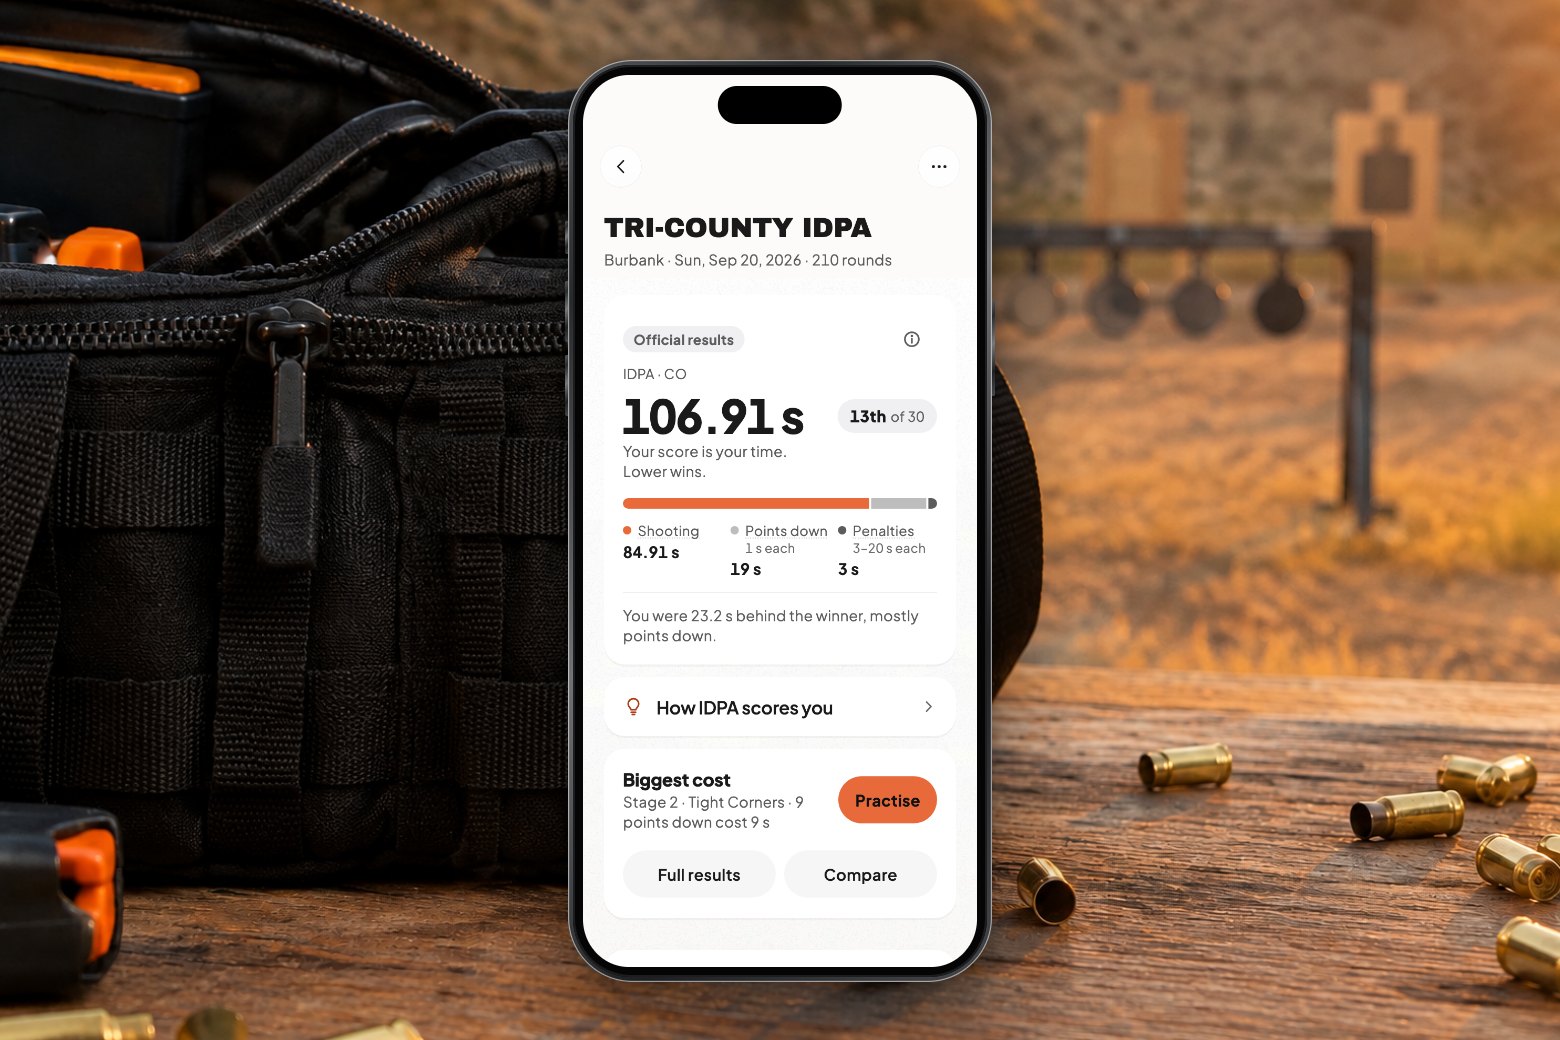 TRI-COUNTY IDPA
Burbank · Sun, Sep 20, 2026 · 210 rounds
Official results
IDPA · CO
106.91 s
13th of 30
Your score is your time.
Lower wins.
Shooting
84.91 s
Points down
1 s each
19 s
Penalties
3–20 s each
3 s
You were 23.2 s behind the winner, mostly
points down.
How IDPA scores you
Biggest cost
Stage 2 · Tight Corners · 9
points down cost 9 s
Practise
Full results
Compare